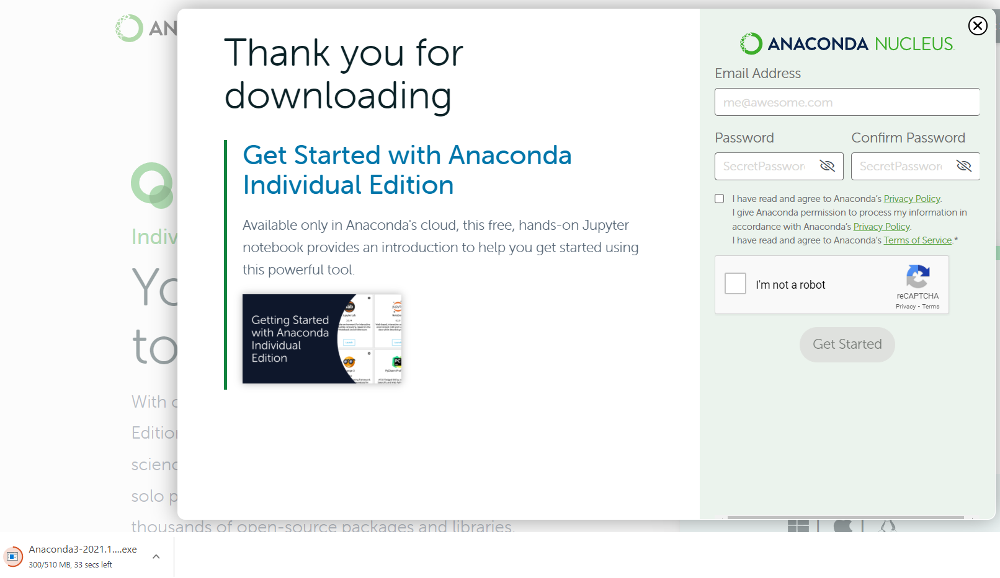 AN
Thank you for
downloading
Get Started with Anaconda
Individual Edition
Available only in Anaconda's cloud, this free, hands-on Jupyter
notebook provides an introduction to help you get started using
this powerful tool.
Getting Started
with Anaconda
Individual
Edition
ANACONDA NUCLEUS
Email Address
me@awesome.com
Password
Confirm Password
SecretPasswor
SecretPasswor
I have read and agree to Anaconda's Privacy Policy.
I give Anaconda permission to process my information in
accordance with Anaconda's Privacy Policy.
I have read and agree to Anaconda's Terms of Service.*
I'm not a robot
reCAPTCHA
Privacy - Terms
Get Started
Indiv
Yo
to
With
Edition
scienc
solo p
thousands of open-source packages and libraries.
Anaconda3-2021.1....exe
300/510 MB, 33 secs left